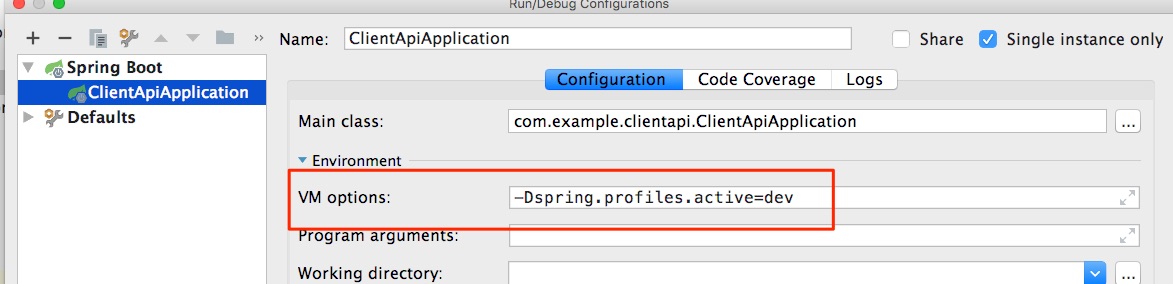 Run/Debug Configurations
»
Name: ClientApiApplication
Share
Single instance only
Spring Boot
ClientApiApplication
Defaults
Configuration
Code Coverage
Logs
Main class: com.example.clientapi.ClientApiApplication ...
Environment
VM options: -Dspring.profiles.active=dev
Program arguments:
Working directory: ...